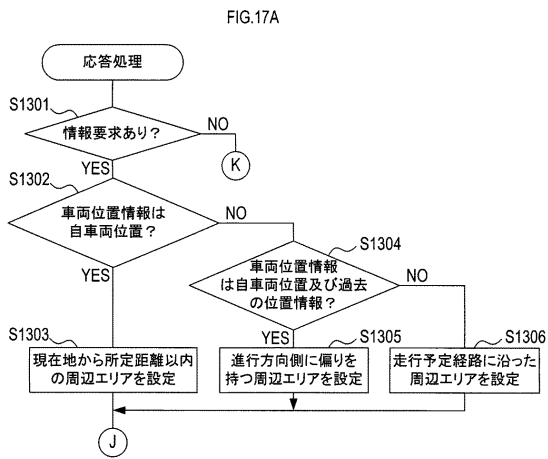 FIG.17A
応答処理
S1301
情報要求あり？
NO
K
YES
S1302
車両位置情報は
自車両位置？
NO
YES
S1304
車両位置情報
は自車両位置及び過去
の位置情報？
NO
YES
S1303
現在地から所定距離以内
の周辺エリアを設定
S1305
進行方向側に偏りを
持つ周辺エリアを設定
S1306
走行予定経路に沿った
周辺エリアを設定
J